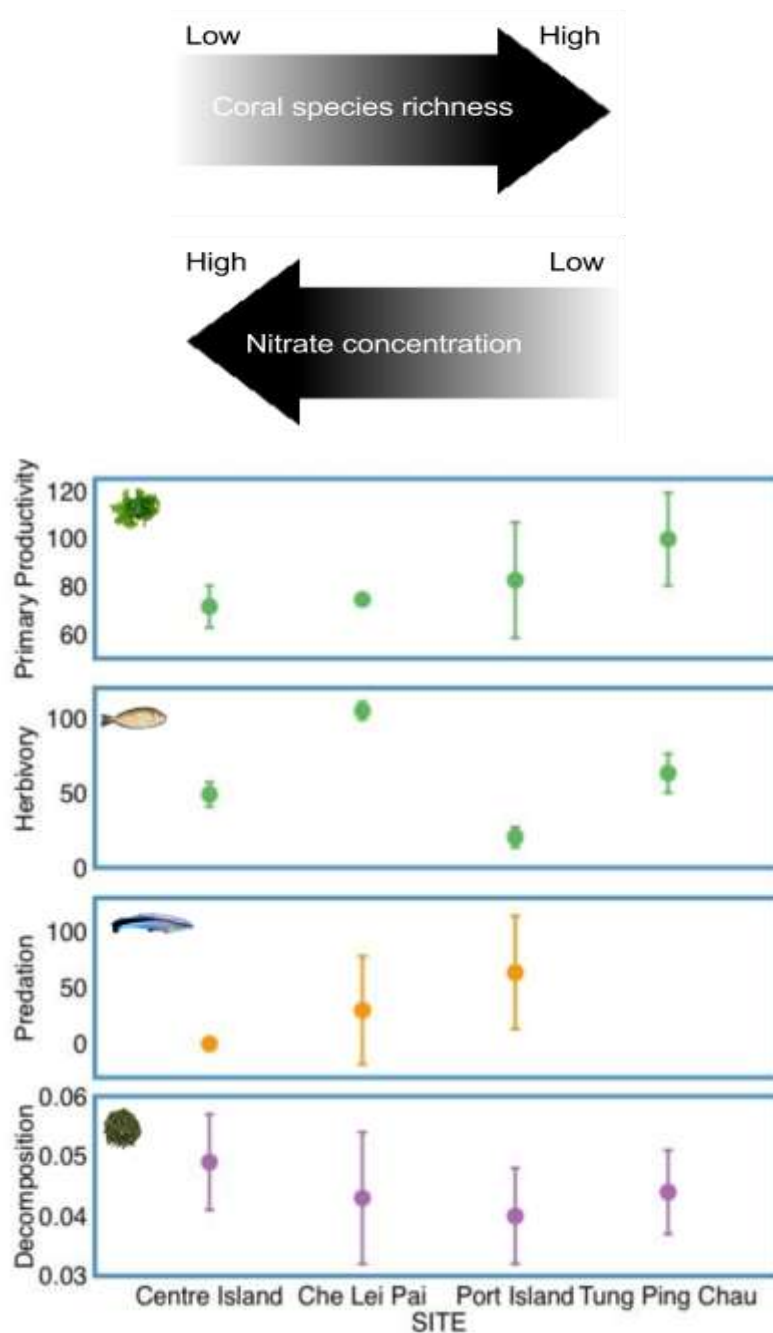 Low High
Coral species richness
High Low
Nitrate concentration
Primary Productivity
120
100
80
60
Herbivory
100
50
0
Predation
100
50
0
Decomposition
0.06
0.05
0.04
0.03
Centre Island Che Lei Pai Port Island Tung Ping Chau
SITE